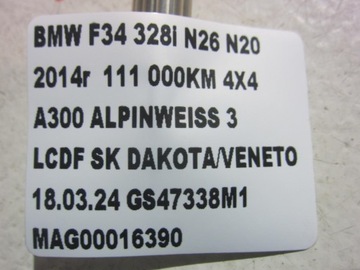 BMW F34 328i N26 N20
2014r 111 000KM 4X4
A300 ALPINWEISS 3
LCDF SK DAKOTA/VENETO
18.03.24 GS47338M1
MAG00016390